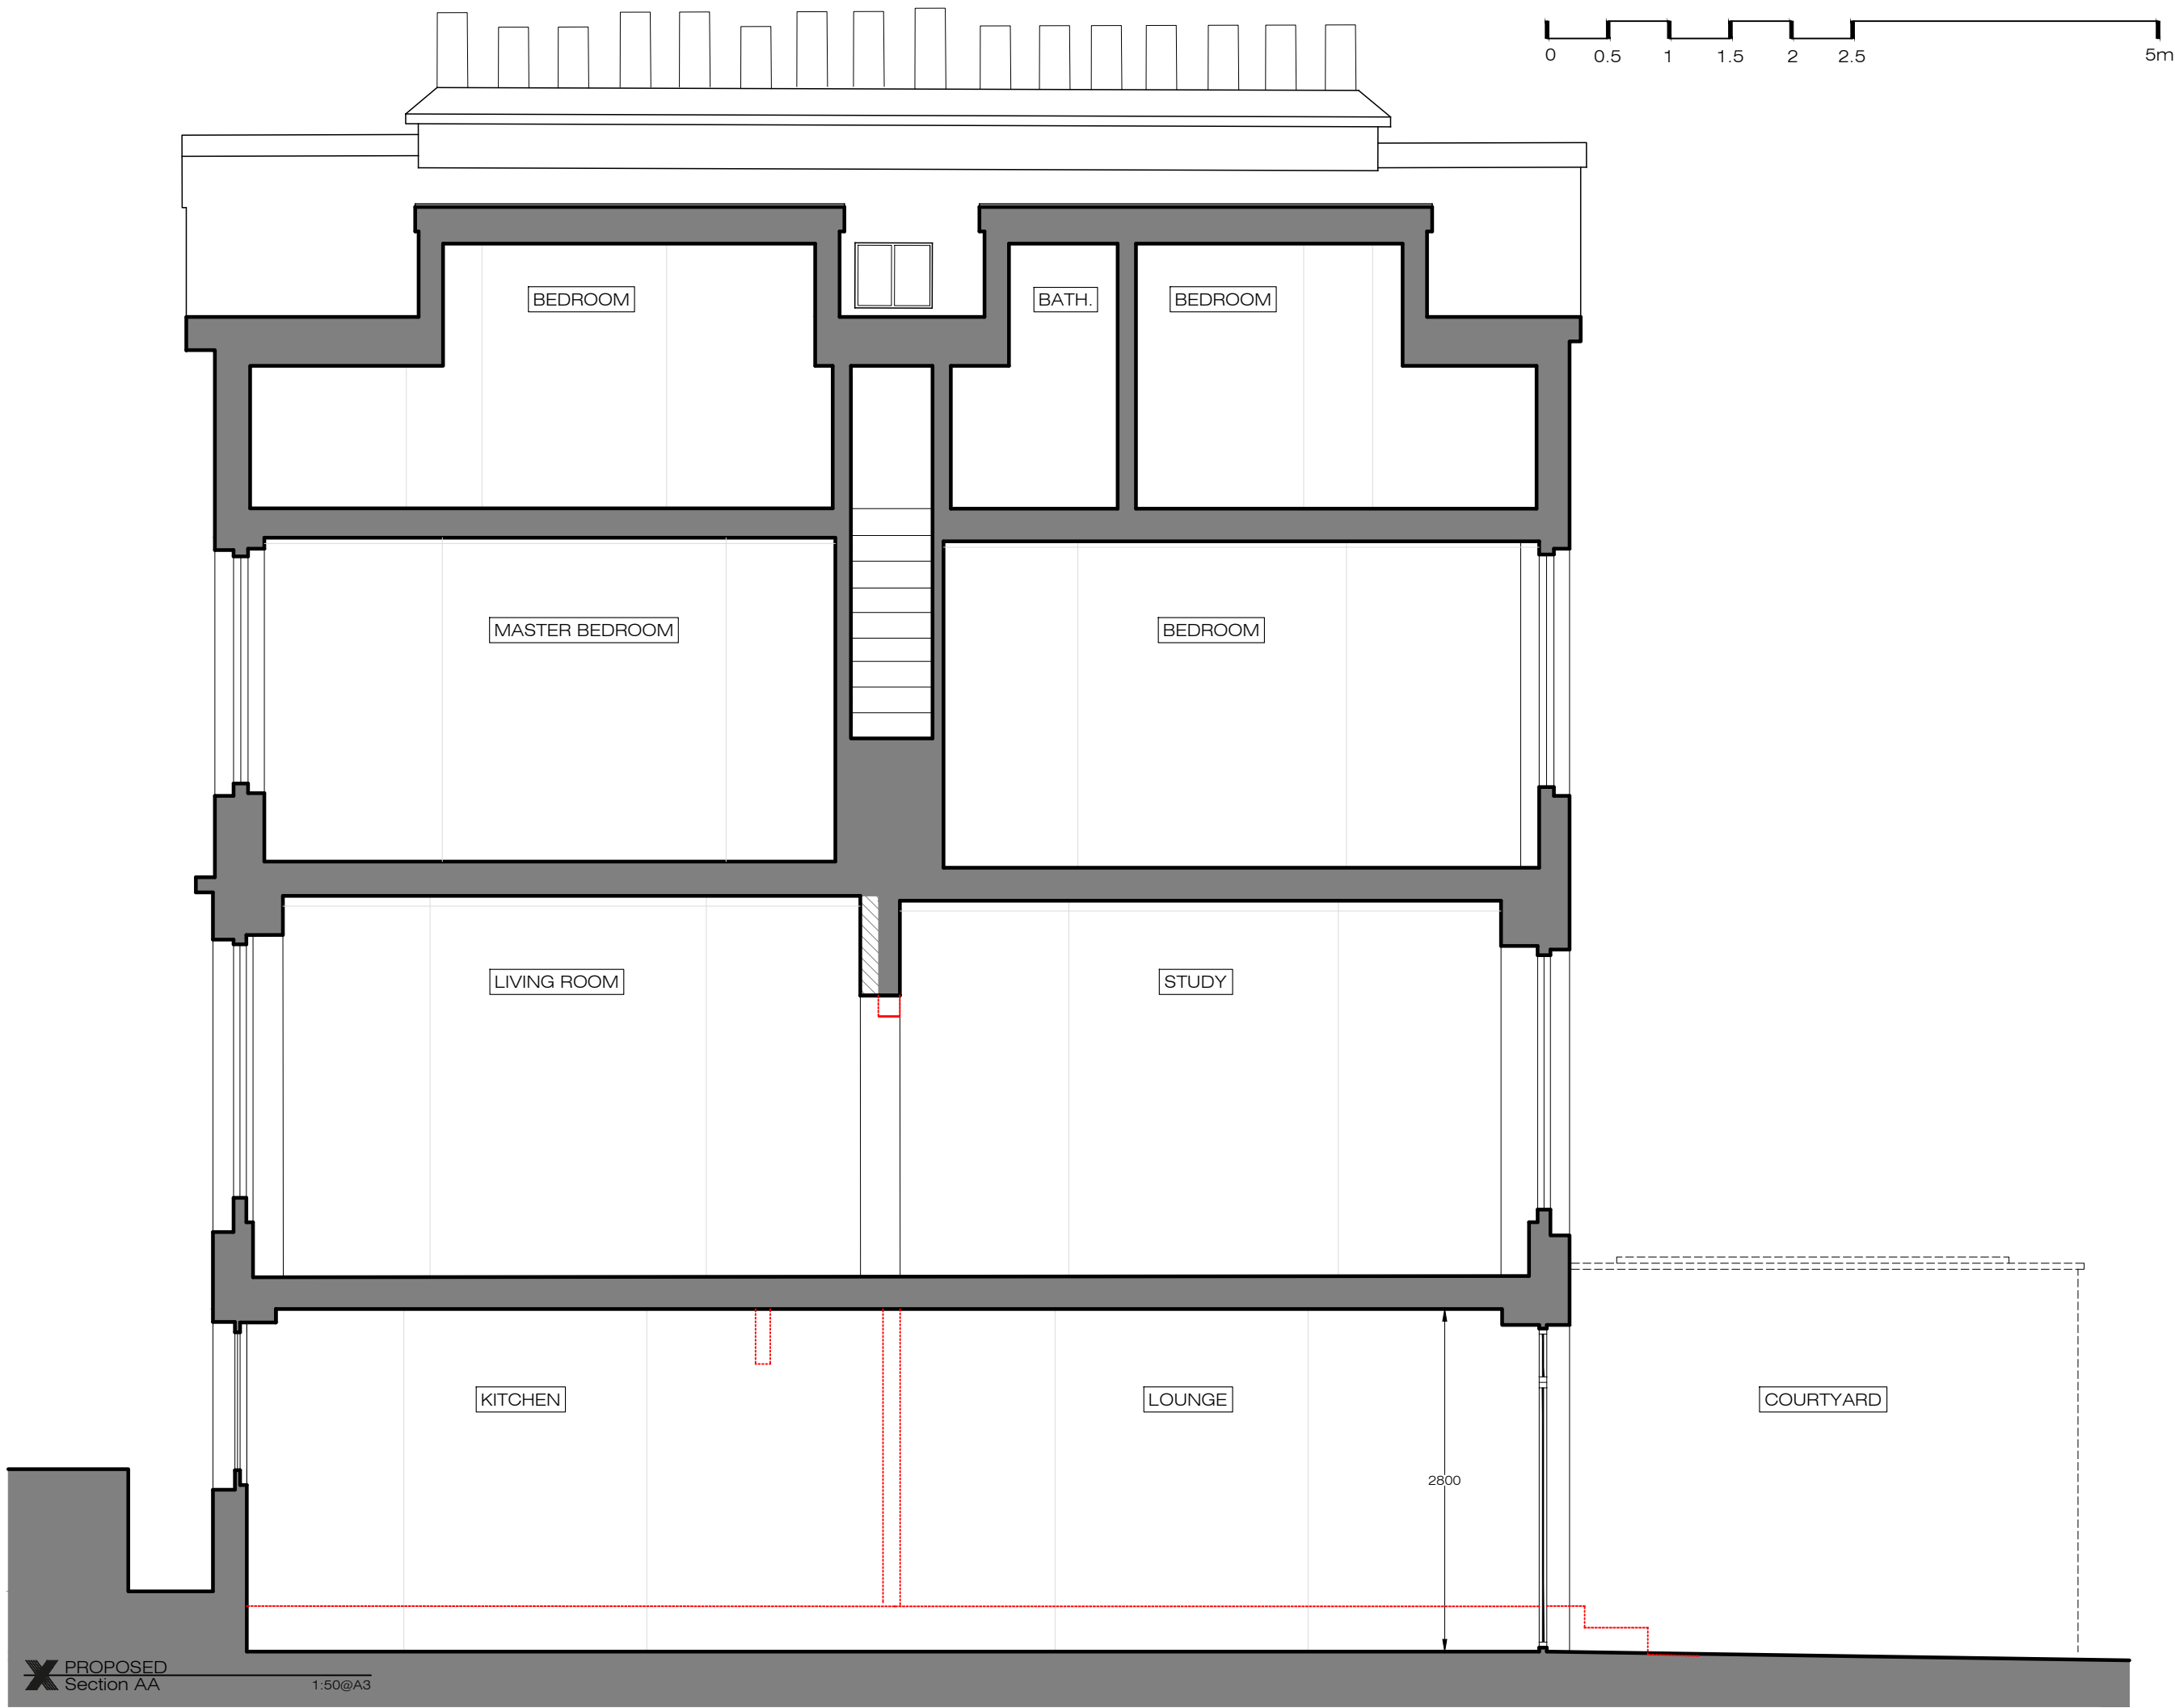 0 0.5 1 1.5 2 2.5 5m
BEDROOM BATH. BEDROOM
MASTER BEDROOM BEDROOM
LIVING ROOM STUDY
KITCHEN LOUNGE COURTYARD
2800
PROPOSED
Section AA 1:50@A3